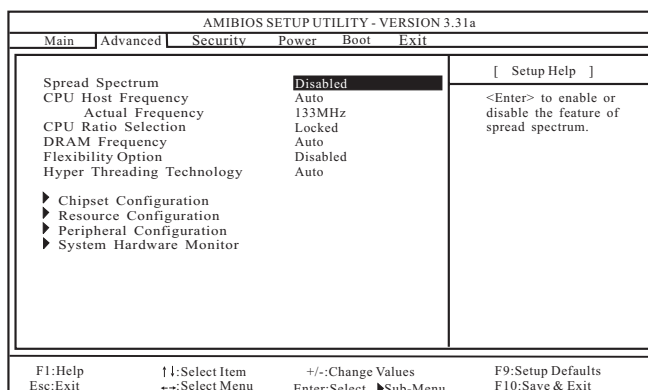 AMIBIOS SETUP UTILITY - VERSION 3.31a
Main Advanced Security Power Boot Exit
[ Setup Help ]
Spread Spectrum Disabled
CPU Host Frequency Auto
Actual Frequency 133MHz
CPU Ratio Selection Locked
DRAM Frequency Auto
Flexibility Option Disabled
Hyper Threading Technology Auto
<Enter> to enable or
disable the feature of
spread spectrum.
Chipset Configuration
Resource Configuration
Peripheral Configuration
System Hardware Monitor
F1:Help ↑↓:Select Item +/-:Change Values F9:Setup Defaults
Esc:Exit ←→:Select Menu Enter:Select ▶Sub-Menu F10:Save & Exit